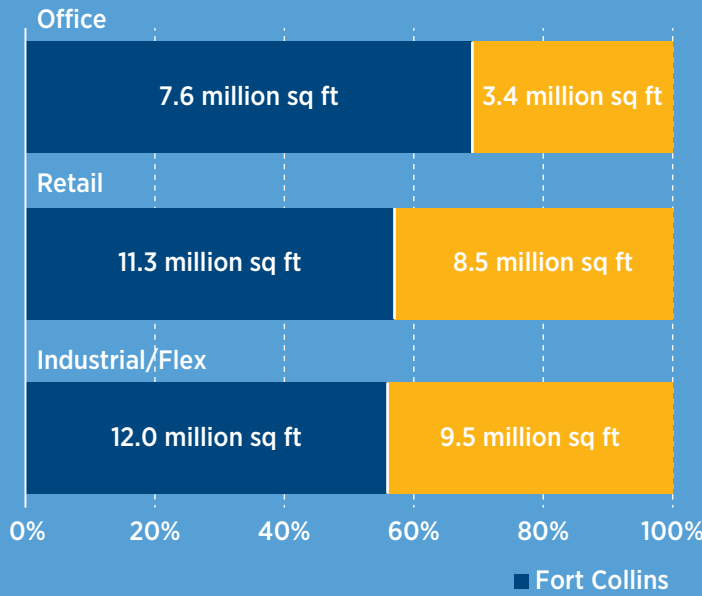 Office
7.6 million sq ft 3.4 million sq ft
Retail
11.3 million sq ft 8.5 million sq ft
Industrial/Flex
12.0 million sq ft 9.5 million sq ft
0% 20% 40% 60% 80% 100%
Fort Collins